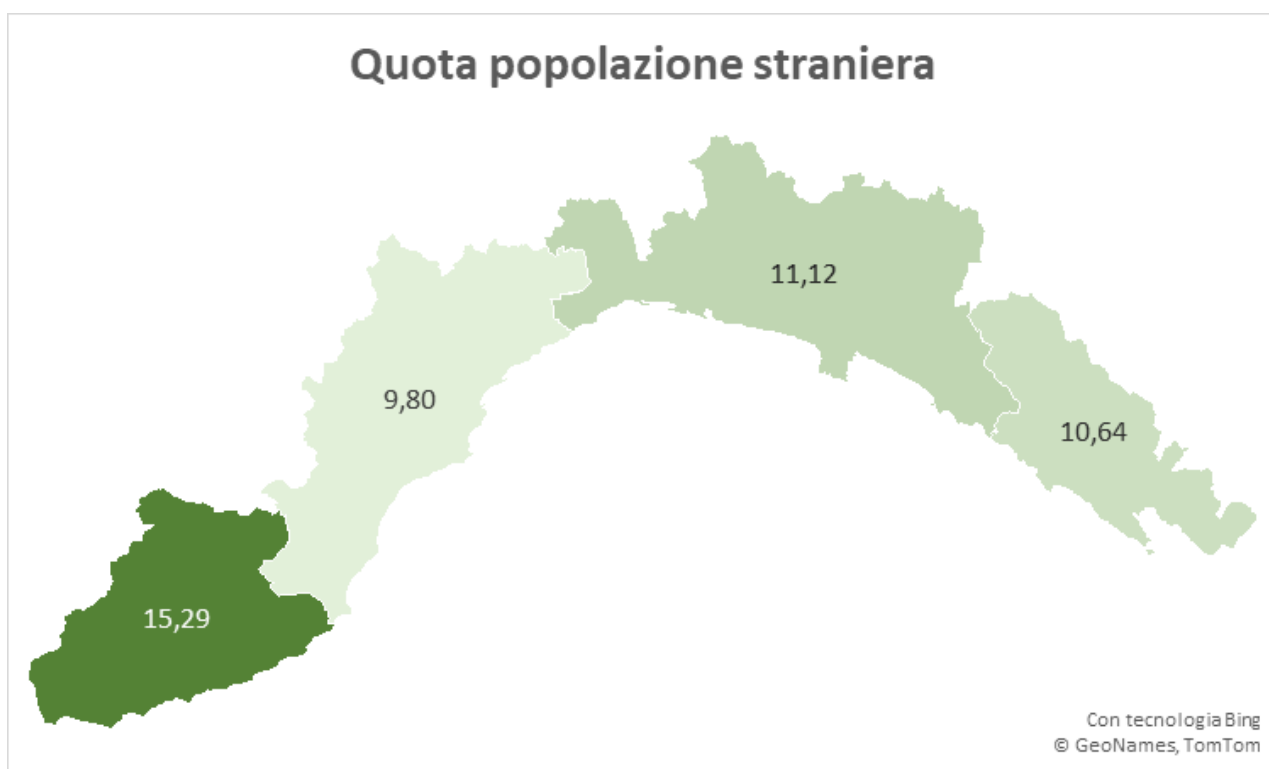 Quota popolazione straniera
11,12
9,80
10,64
15,29
Con tecnologia Bing
© GeoNames, TomTom